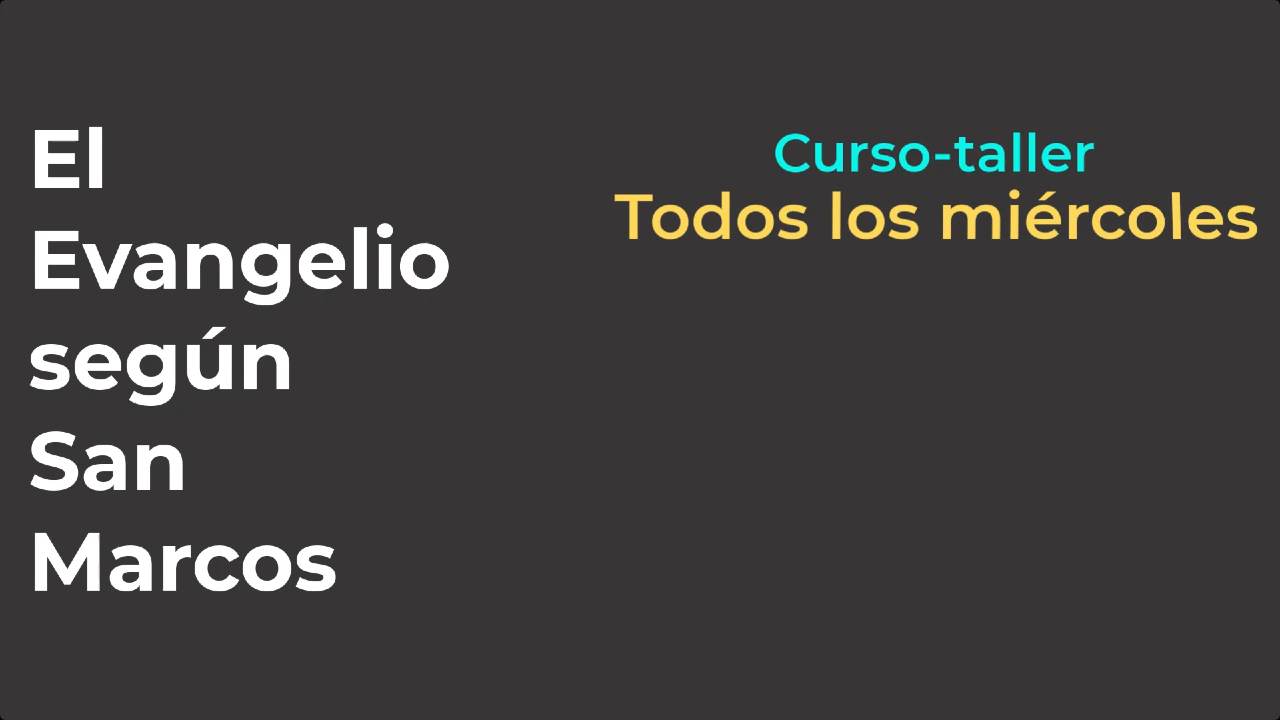 El
Evangelio
según
San
Marcos
Curso-taller
Todos los miércoles